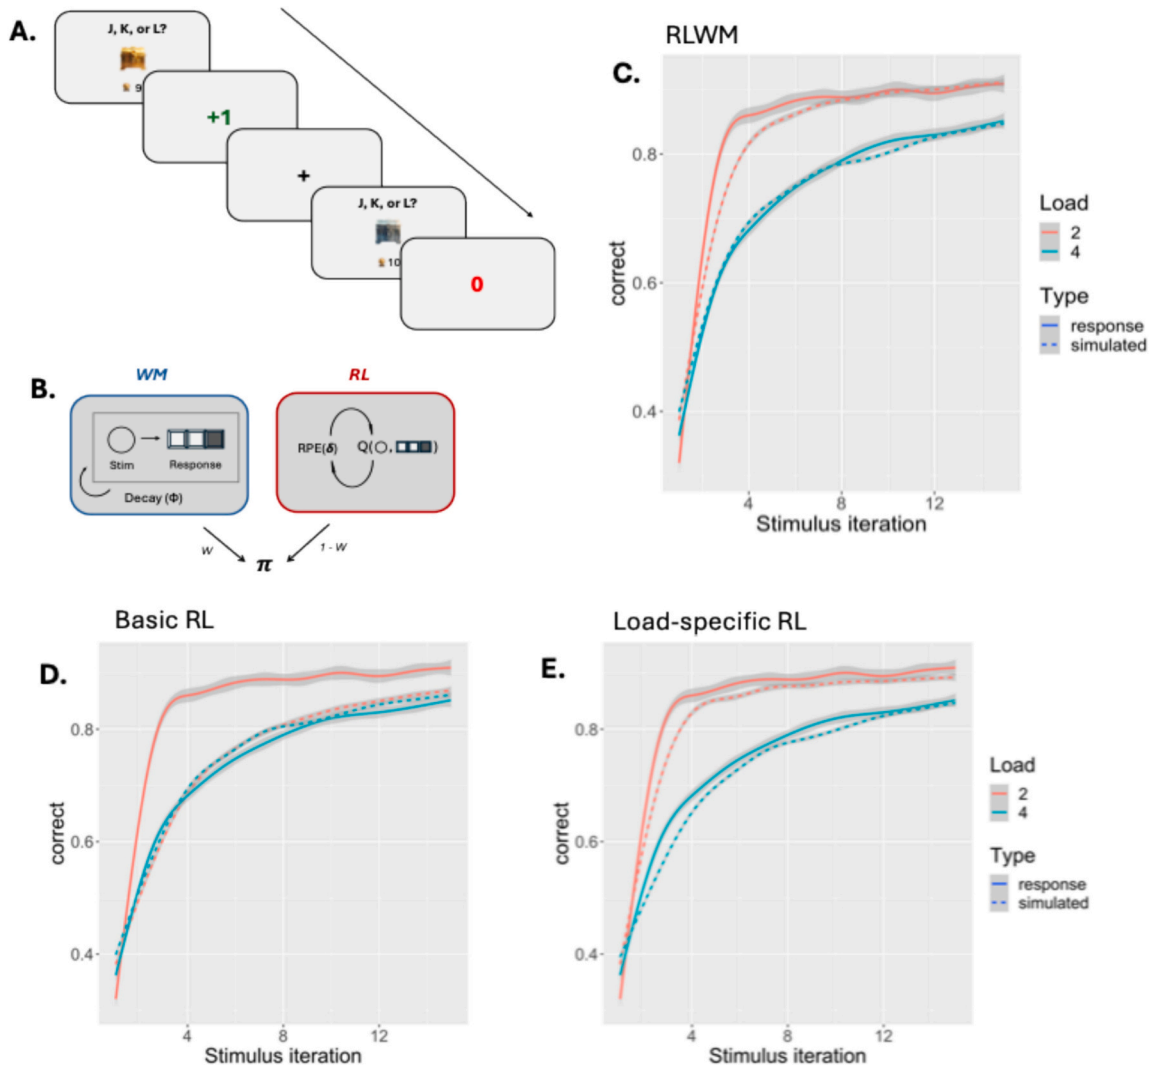 A.
J, K, or L?
9
+1
+
J, K, or L?
10
0
B.
WM
RL
Stim
Response
Decay (Φ)
RPE(δ)
Q(○, )
W
1 - W
π
RLWM
C.
correct
0.8
0.6
0.4
4
8
12
Stimulus iteration
Load
2
4
Type
response
simulated
Basic RL
D.
correct
0.8
0.6
0.4
4
8
12
Stimulus iteration
Load-specific RL
E.
correct
0.8
0.6
0.4
4
8
12
Stimulus iteration
Load
2
4
Type
response
simulated